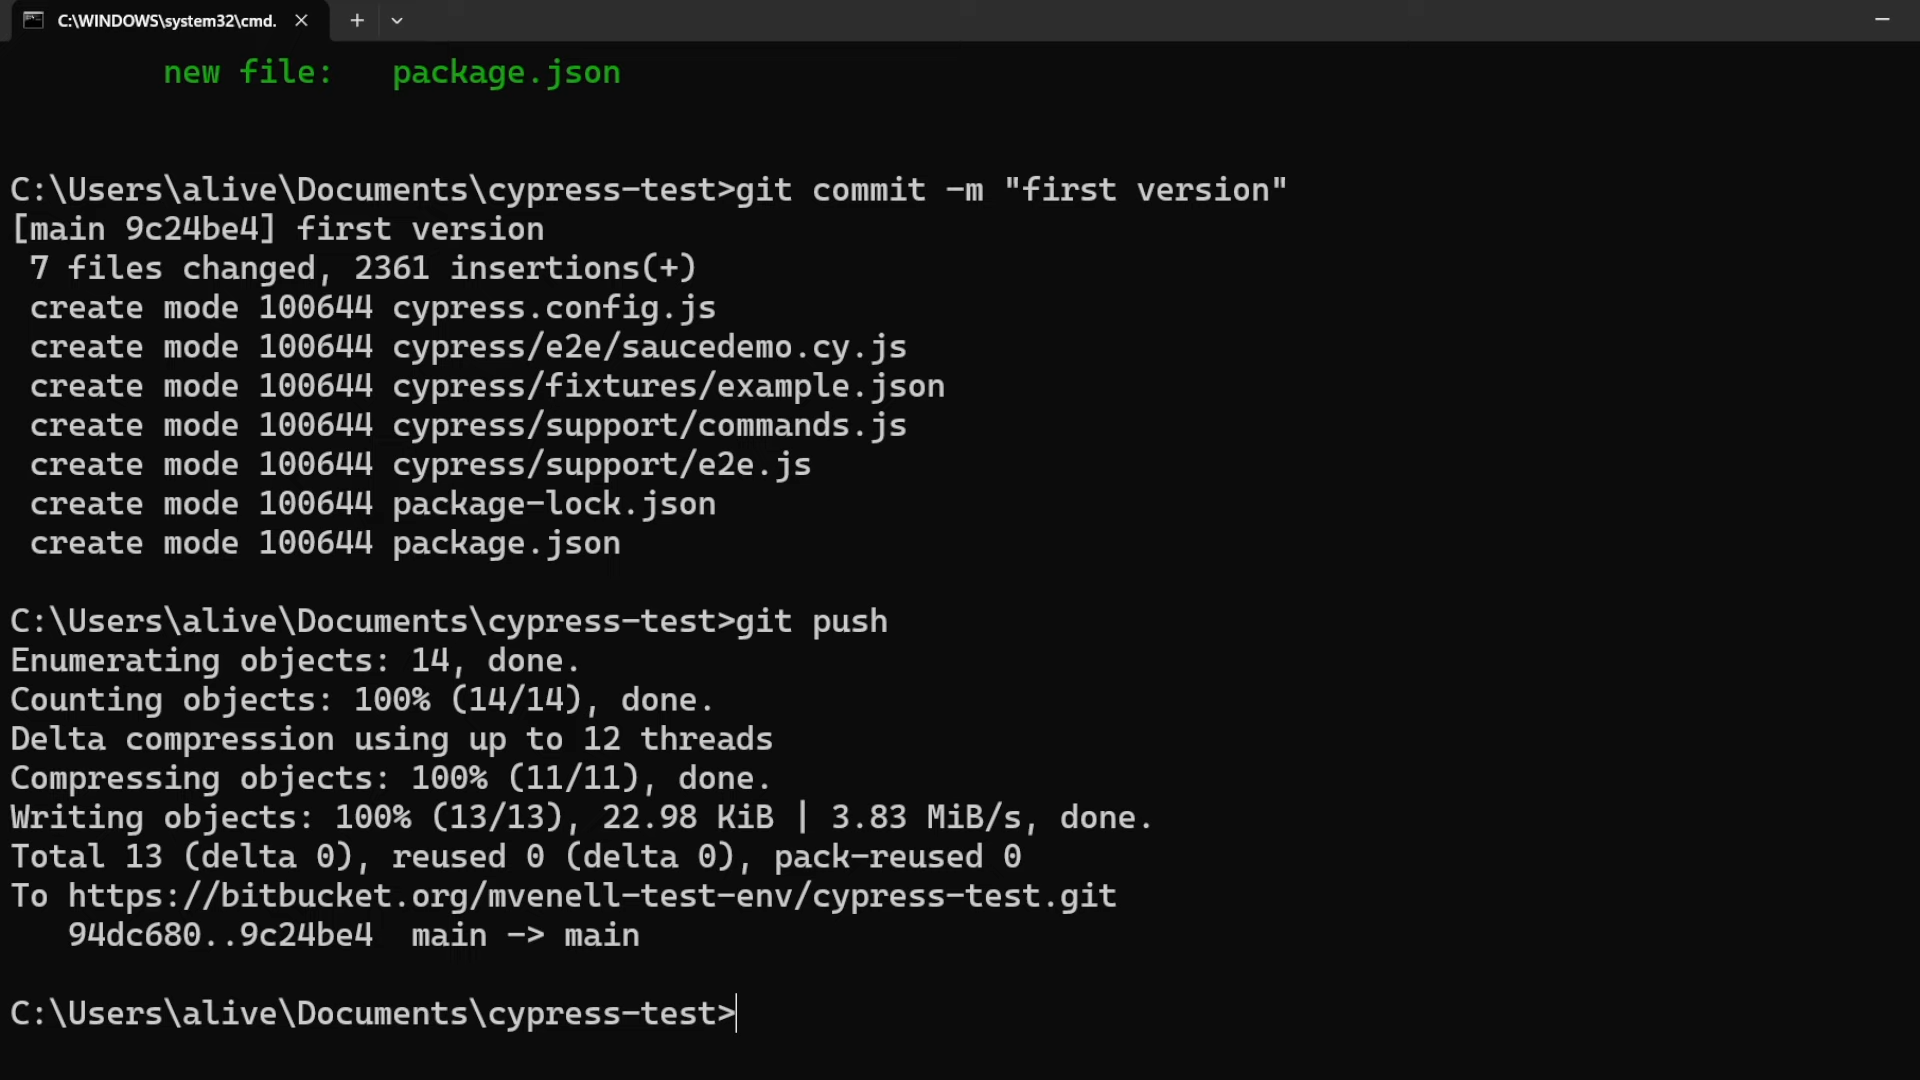 C:\WINDOWS\system32\cmd.
new file:   package.json
C:\Users\alive\Documents\cypress-test>git commit -m "first version"
[main 9c24be4] first version
 7 files changed, 2361 insertions(+)
 create mode 100644 cypress.config.js
 create mode 100644 cypress/e2e/saucedemo.cy.js
 create mode 100644 cypress/fixtures/example.json
 create mode 100644 cypress/support/commands.js
 create mode 100644 cypress/support/e2e.js
 create mode 100644 package-lock.json
 create mode 100644 package.json
C:\Users\alive\Documents\cypress-test>git push
Enumerating objects: 14, done.
Counting objects: 100% (14/14), done.
Delta compression using up to 12 threads
Compressing objects: 100% (11/11), done.
Writing objects: 100% (13/13), 22.98 KiB | 3.83 MiB/s, done.
Total 13 (delta 0), reused 0 (delta 0), pack-reused 0
To https://bitbucket.org/mvenell-test-env/cypress-test.git
   94dc680..9c24be4  main -> main
C:\Users\alive\Documents\cypress-test>